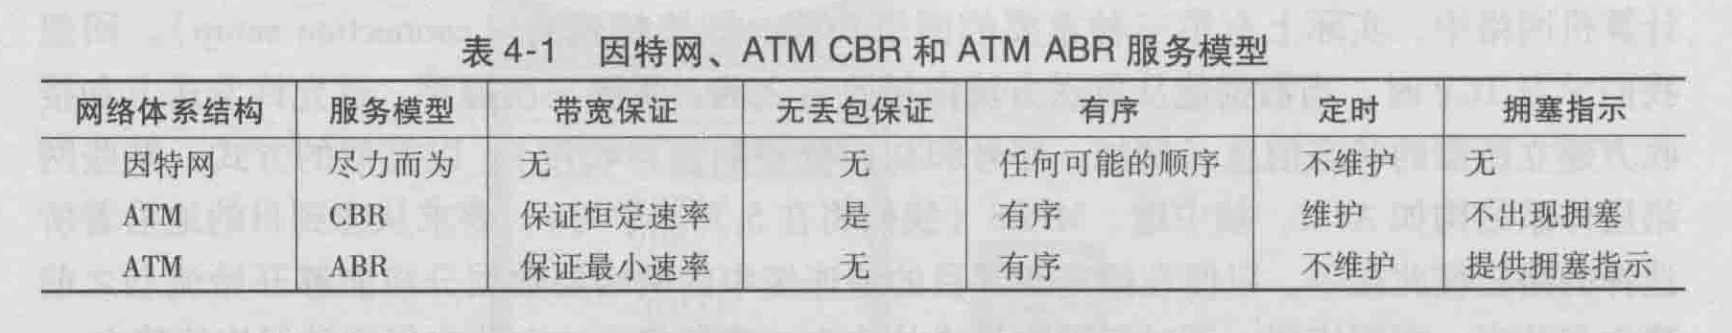 表 4-1 因特网、ATM CBR 和 ATM ABR 服务模型
网络体系结构 服务模型 带宽保证 无丢包保证 有序 定时 拥塞指示
因特网 尽力而为 无 无 任何可能的顺序 不维护 无
ATM CBR 保证恒定速率 是 有序 维护 不出现拥塞
ATM ABR 保证最小速率 无 有序 不维护 提供拥塞指示